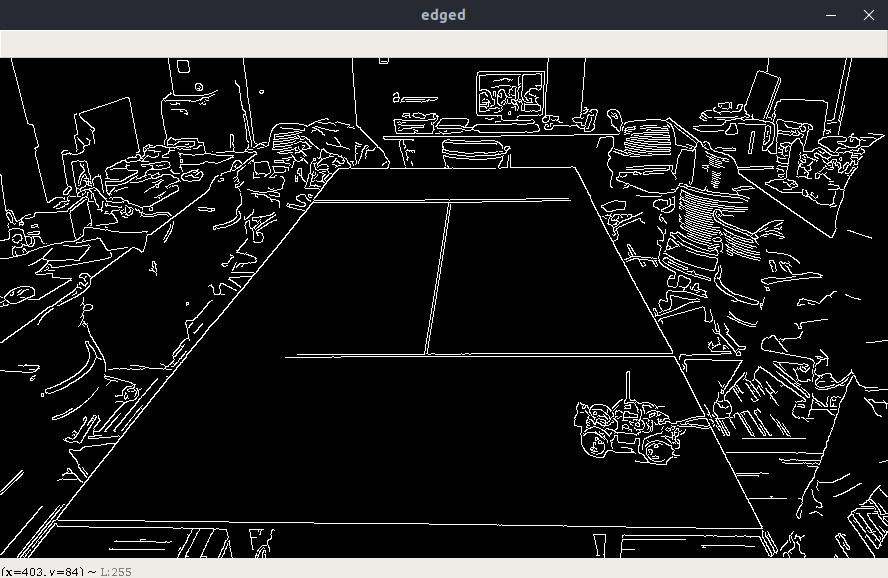 edged
(x=403, y=84) ~ L:255